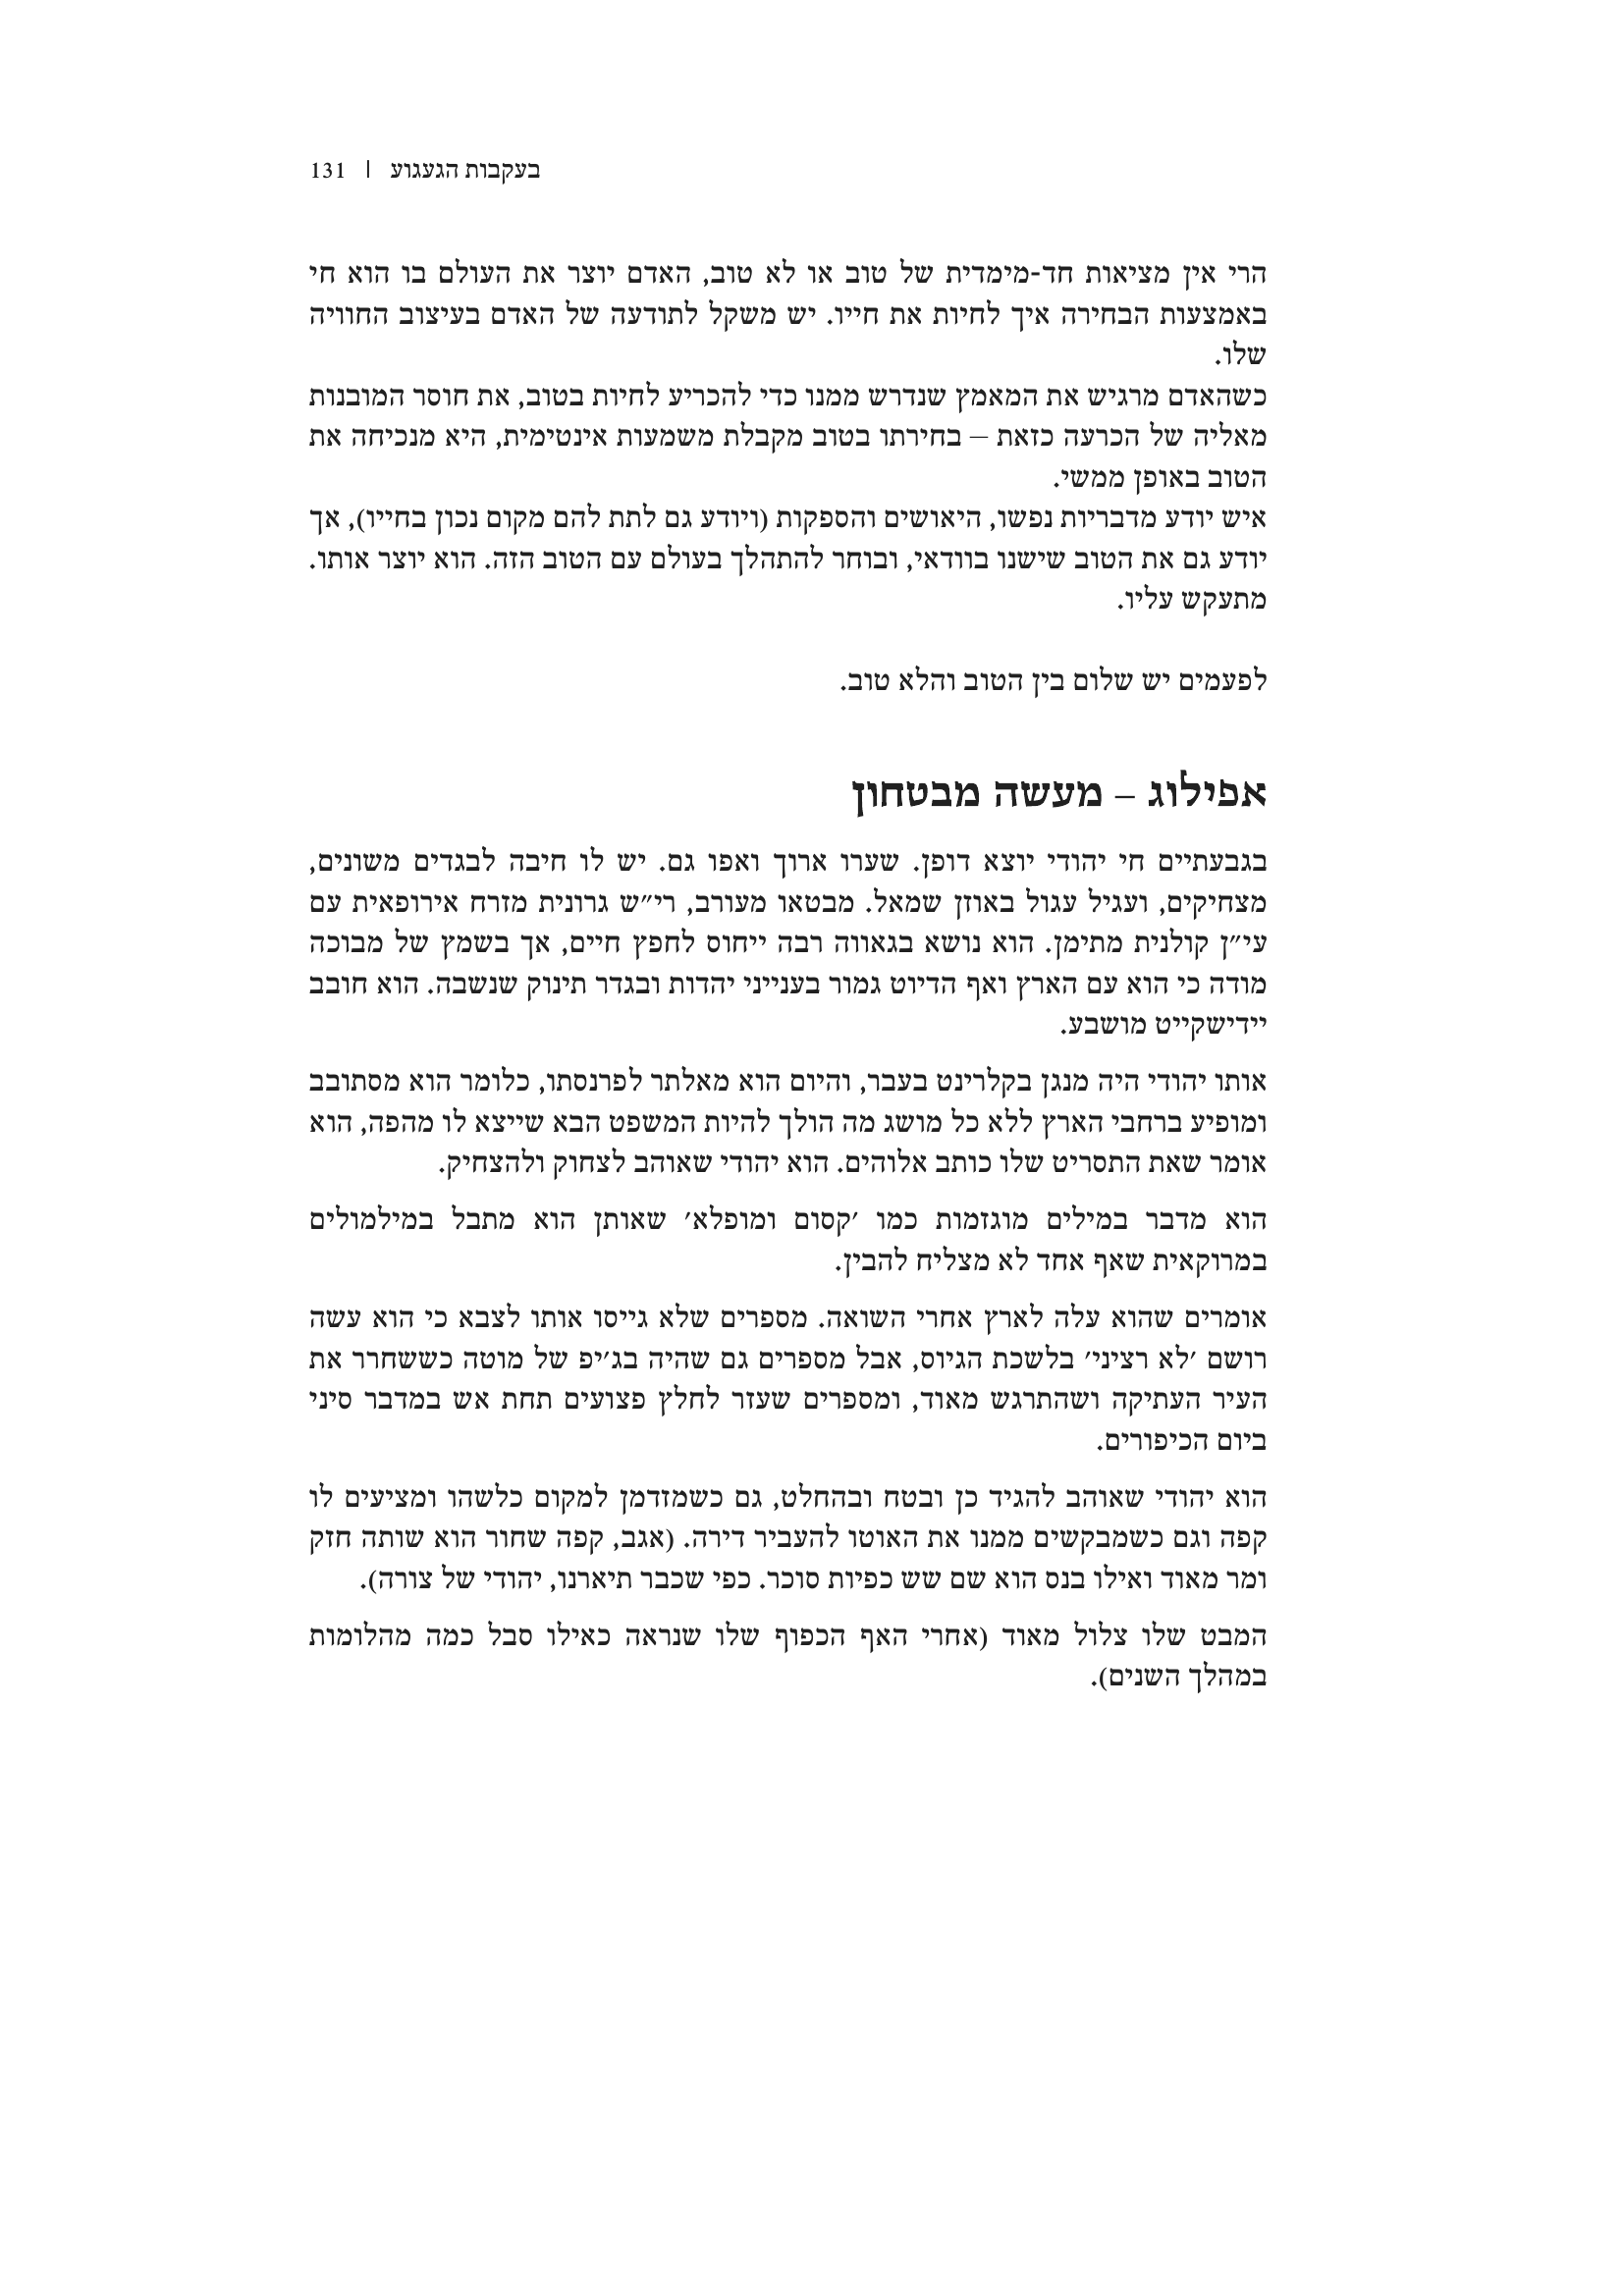 בעקבות הגעגוע | 131
הרי אין מציאות חד-מימדית של טוב או לא טוב, האדם יוצר את העולם בו הוא חי
באמצעות הבחירה איך לחיות את חייו. יש משקל לתודעה של האדם בעיצוב החוויה
שלו.
כשהאדם מרגיש את המאמץ שנדרש ממנו כדי להכריע לחיות בטוב, את חוסר המובנות
מאליה של הכרעה כזאת – בחירתו בטוב מקבלת משמעות אינטימית, היא מנכיחה את
הטוב באופן ממשי.
איש יודע מדבריות נפשו, היאושים והספקות (ויודע גם לתת להם מקום נכון בחייו), אך
יודע גם את הטוב שישנו בוודאי, ובוחר להתהלך בעולם עם הטוב הזה. הוא יוצר אותו.
מתעקש עליו.
לפעמים יש שלום בין הטוב והלא טוב.
אפילוג – מעשה מבטחון
בגבעתיים חי יהודי יוצא דופן. שערו ארוך ואפו גם. יש לו חיבה לבגדים משונים,
מצחיקים, ועגיל עגול באוזן שמאל. מבטאו מעורב, רי״ש גרונית מזרח אירופאית עם
עי״ן קולנית מתימן. הוא נושא בגאווה רבה ייחוס לחפץ חיים, אך בשמץ של מבוכה
מודה כי הוא עם הארץ ואף הדיוט גמור בענייני יהדות ובגדר תינוק שנשבה. הוא חובב
יידישקייט מושבע.
אותו יהודי היה מנגן בקלרינט בעבר, והיום הוא מאלתר לפרנסתו, כלומר הוא מסתובב
ומופיע ברחבי הארץ ללא כל מושג מה הולך להיות המשפט הבא שייצא לו מהפה, הוא
אומר שאת התסריט שלו כותב אלוהים. הוא יהודי שאוהב לצחוק ולהצחיק.
הוא מדבר במילים מוגזמות כמו ׳קסום ומופלא׳ שאותן הוא מתבל במילמולים
במרוקאית שאף אחד לא מצליח להבין.
אומרים שהוא עלה לארץ אחרי השואה. מספרים שלא גייסו אותו לצבא כי הוא עשה
רושם ׳לא רציני׳ בלשכת הגיוס, אבל מספרים גם שהיה בג׳יפ של מוטה כששחרר את
העיר העתיקה ושהתרגש מאוד, ומספרים שעזר לחלץ פצועים תחת אש במדבר סיני
ביום הכיפורים.
הוא יהודי שאוהב להגיד כן ובטח ובהחלט, גם כשמזדמן למקום כלשהו ומציעים לו
קפה וגם כשמבקשים ממנו את האוטו להעביר דירה. (אגב, קפה שחור הוא שותה חזק
ומר מאוד ואילו בנס הוא שם שש כפיות סוכר. כפי שכבר תיארנו, יהודי של צורה).
המבט שלו צלול מאוד (אחרי האף הכפוף שלו שנראה כאילו סבל כמה מהלומות
במהלך השנים).